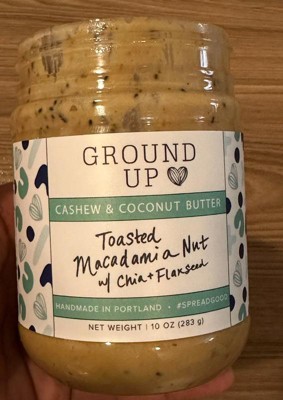 GROUND
UP
CASHEW & COCONUT BUTTER
Toasted
Macadamia Nut
w/ Chia + Flaxseed
HANDMADE IN PORTLAND • #SPREADGOOD
NET WEIGHT | 10 OZ (283 g)